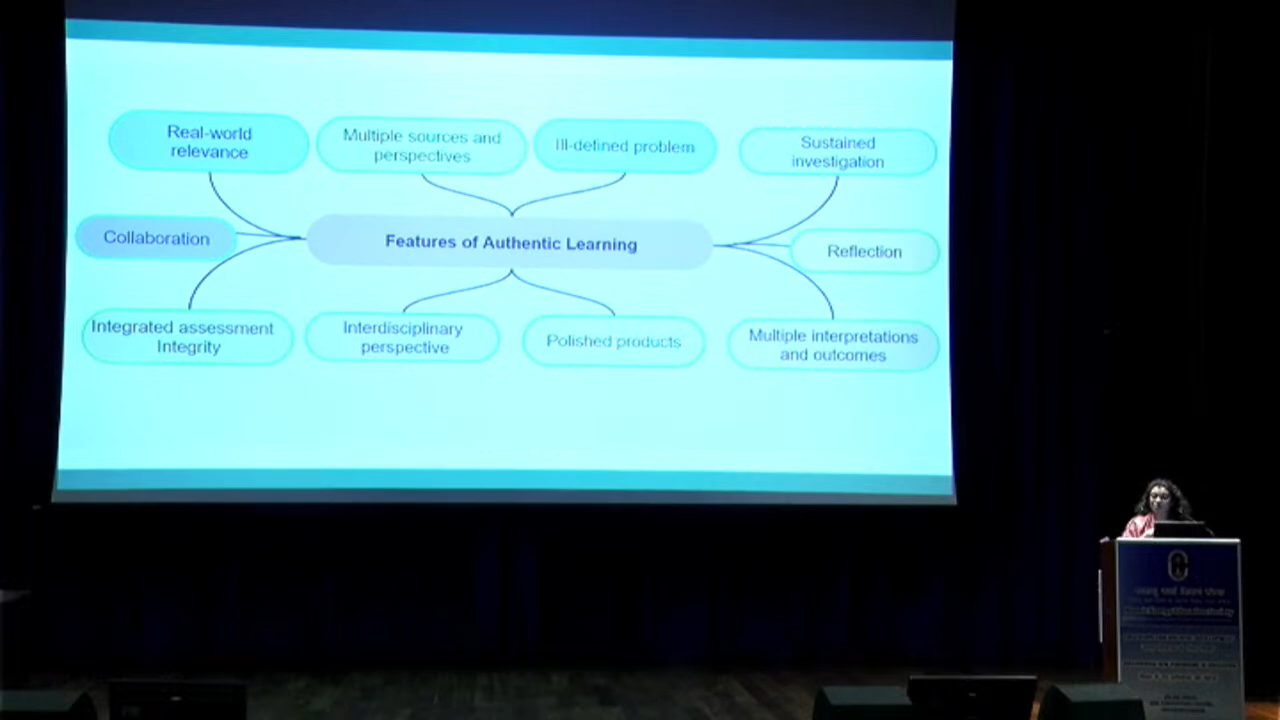 Real-world
relevance
Multiple sources and
perspectives
Ill-defined problem
Sustained
investigation
Collaboration
Features of Authentic Learning
Reflection
Integrated assessment
Integrity
Interdisciplinary
perspective
Polished products
Multiple interpretations
and outcomes